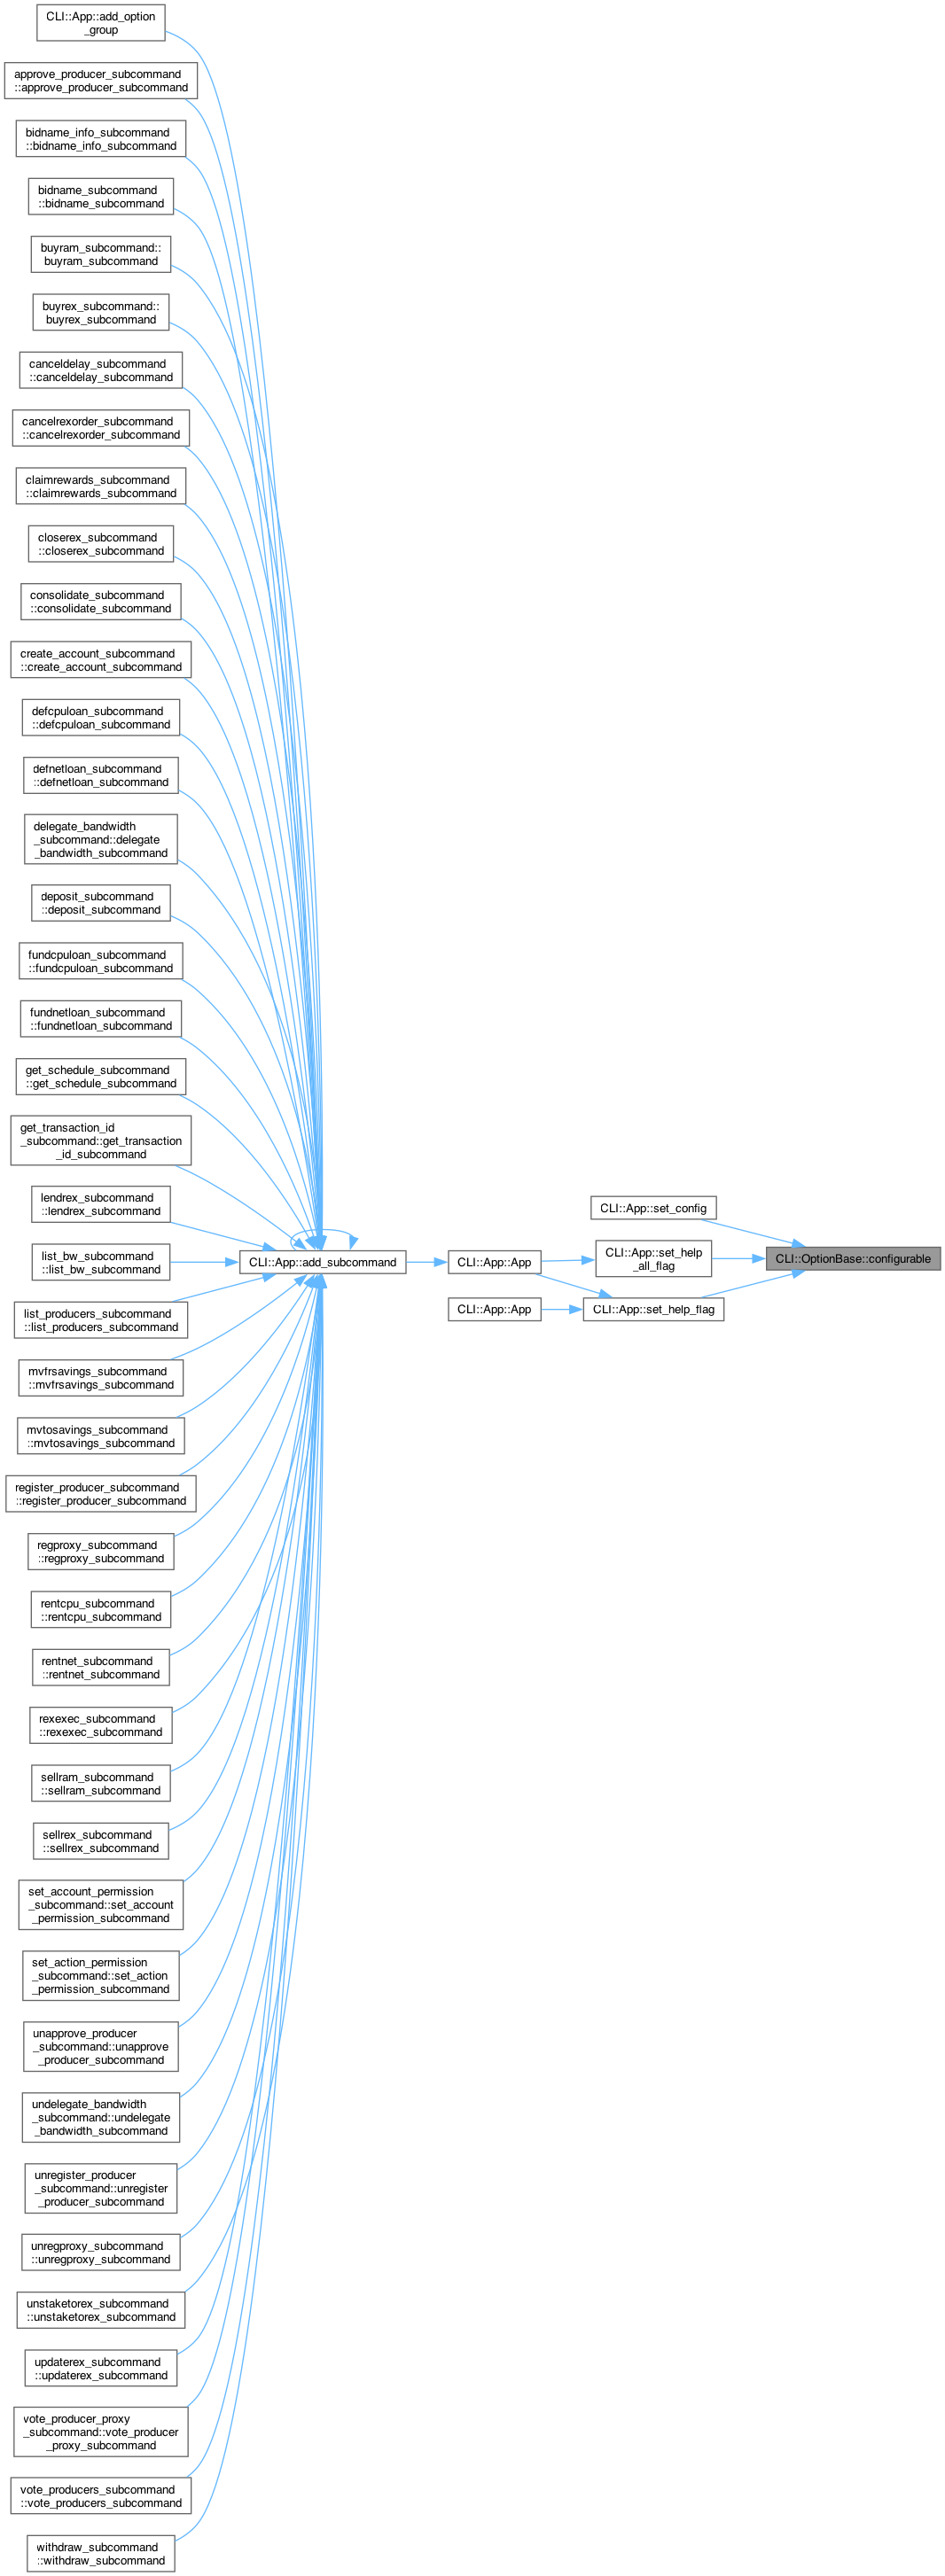 CLI::App::add_option
_group
approve_producer_subcommand
::approve_producer_subcommand
bidname_info_subcommand
::bidname_info_subcommand
bidname_subcommand
::bidname_subcommand
buyram_subcommand::
buyram_subcommand
buyrex_subcommand::
buyrex_subcommand
canceldelay_subcommand
::canceldelay_subcommand
cancelrexorder_subcommand
::cancelrexorder_subcommand
claimrewards_subcommand
::claimrewards_subcommand
closerex_subcommand
::closerex_subcommand
consolidate_subcommand
::consolidate_subcommand
create_account_subcommand
::create_account_subcommand
defcpuloan_subcommand
::defcpuloan_subcommand
defnetloan_subcommand
::defnetloan_subcommand
delegate_bandwidth
_subcommand::delegate
_bandwidth_subcommand
deposit_subcommand
::deposit_subcommand
fundcpuloan_subcommand
::fundcpuloan_subcommand
fundnetloan_subcommand
::fundnetloan_subcommand
get_schedule_subcommand
::get_schedule_subcommand
get_transaction_id
_subcommand::get_transaction
_id_subcommand
lendrex_subcommand
::lendrex_subcommand
list_bw_subcommand
::list_bw_subcommand
list_producers_subcommand
::list_producers_subcommand
mvfrsavings_subcommand
::mvfrsavings_subcommand
mvtosavings_subcommand
::mvtosavings_subcommand
register_producer_subcommand
::register_producer_subcommand
regproxy_subcommand
::regproxy_subcommand
rentcpu_subcommand
::rentcpu_subcommand
rentnet_subcommand
::rentnet_subcommand
rexexec_subcommand
::rexexec_subcommand
sellram_subcommand
::sellram_subcommand
sellrex_subcommand
::sellrex_subcommand
set_account_permission
_subcommand::set_account
_permission_subcommand
set_action_permission
_subcommand::set_action
_permission_subcommand
unapprove_producer
_subcommand::unapprove
_producer_subcommand
undelegate_bandwidth
_subcommand::undelegate
_bandwidth_subcommand
unregister_producer
_subcommand::unregister
_producer_subcommand
unregproxy_subcommand
::unregproxy_subcommand
unstaketorex_subcommand
::unstaketorex_subcommand
updaterex_subcommand
::updaterex_subcommand
vote_producer_proxy
_subcommand::vote_producer
_proxy_subcommand
vote_producers_subcommand
::vote_producers_subcommand
withdraw_subcommand
::withdraw_subcommand
CLI::App::add_subcommand
CLI::App::App
CLI::App::App
CLI::App::set_config
CLI::App::set_help
_all_flag
CLI::App::set_help_flag
CLI::OptionBase::configurable